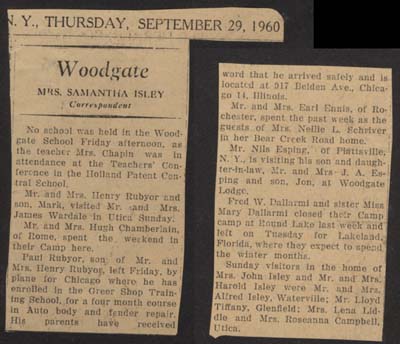 N. Y., THURSDAY, SEPTEMBER 29, 1960
Woodgate
MRS. SAMANTHA ISLEY
Correspondent
No school was held in the Wood-
gate School Friday afternoon, as
the teacher Mrs. Chapin was in
attendance at the Teachers' Con-
ference in the Holland Patent Cen-
tral School.
Mr. and Mrs. Henry Rubyor and
son, Mark, visited Mr. and Mrs.
James Wardale in Utica Sunday.
Mr. and Mrs. Hugh Chamberlain,
of Rome, spent the weekend in
their Camp here.
Paul Rubyor, son of Mr. and
Mrs. Henry Rubyor, left Friday, by
plane for Chicago where he has
enrolled in the Greer Shop Train-
ing School, for a four month course
in Auto body and fender repair.
His parents have received
word that he arrived safely and is
located at 917 Belden Ave., Chica-
go 14, Illinois.
Mr. and Mrs. Earl Ennis, of Ro-
chester, spent the past week as the
guests of Mrs. Nellie L. Schriver
in her Bear Creek Road home.
Mr. Nils Esping, of Plattsville,
N. Y., is visiting his son and daugh-
ter-in-law, Mr. and Mrs. J. A. Es-
ping and son, Jon, at Woodgate
Lodge.
Fred W. Dallarmi and sister Miss
Mary Dallarmi closed their Camp
camp at Round Lake last week and
left on Tuesday for Lakeland,
Florida, where they expect to spend
the winter months.
Sunday visitors in the home of
Mrs. John Isley and Mr. and Mrs.
Harold Isley were Mr. and Mrs.
Alfred Isley, Waterville; Mr. Lloyd
Tiffany, Glenfield; Mrs. Lena Lid-
dle and Mrs. Roseanna Campbell,
Utica.